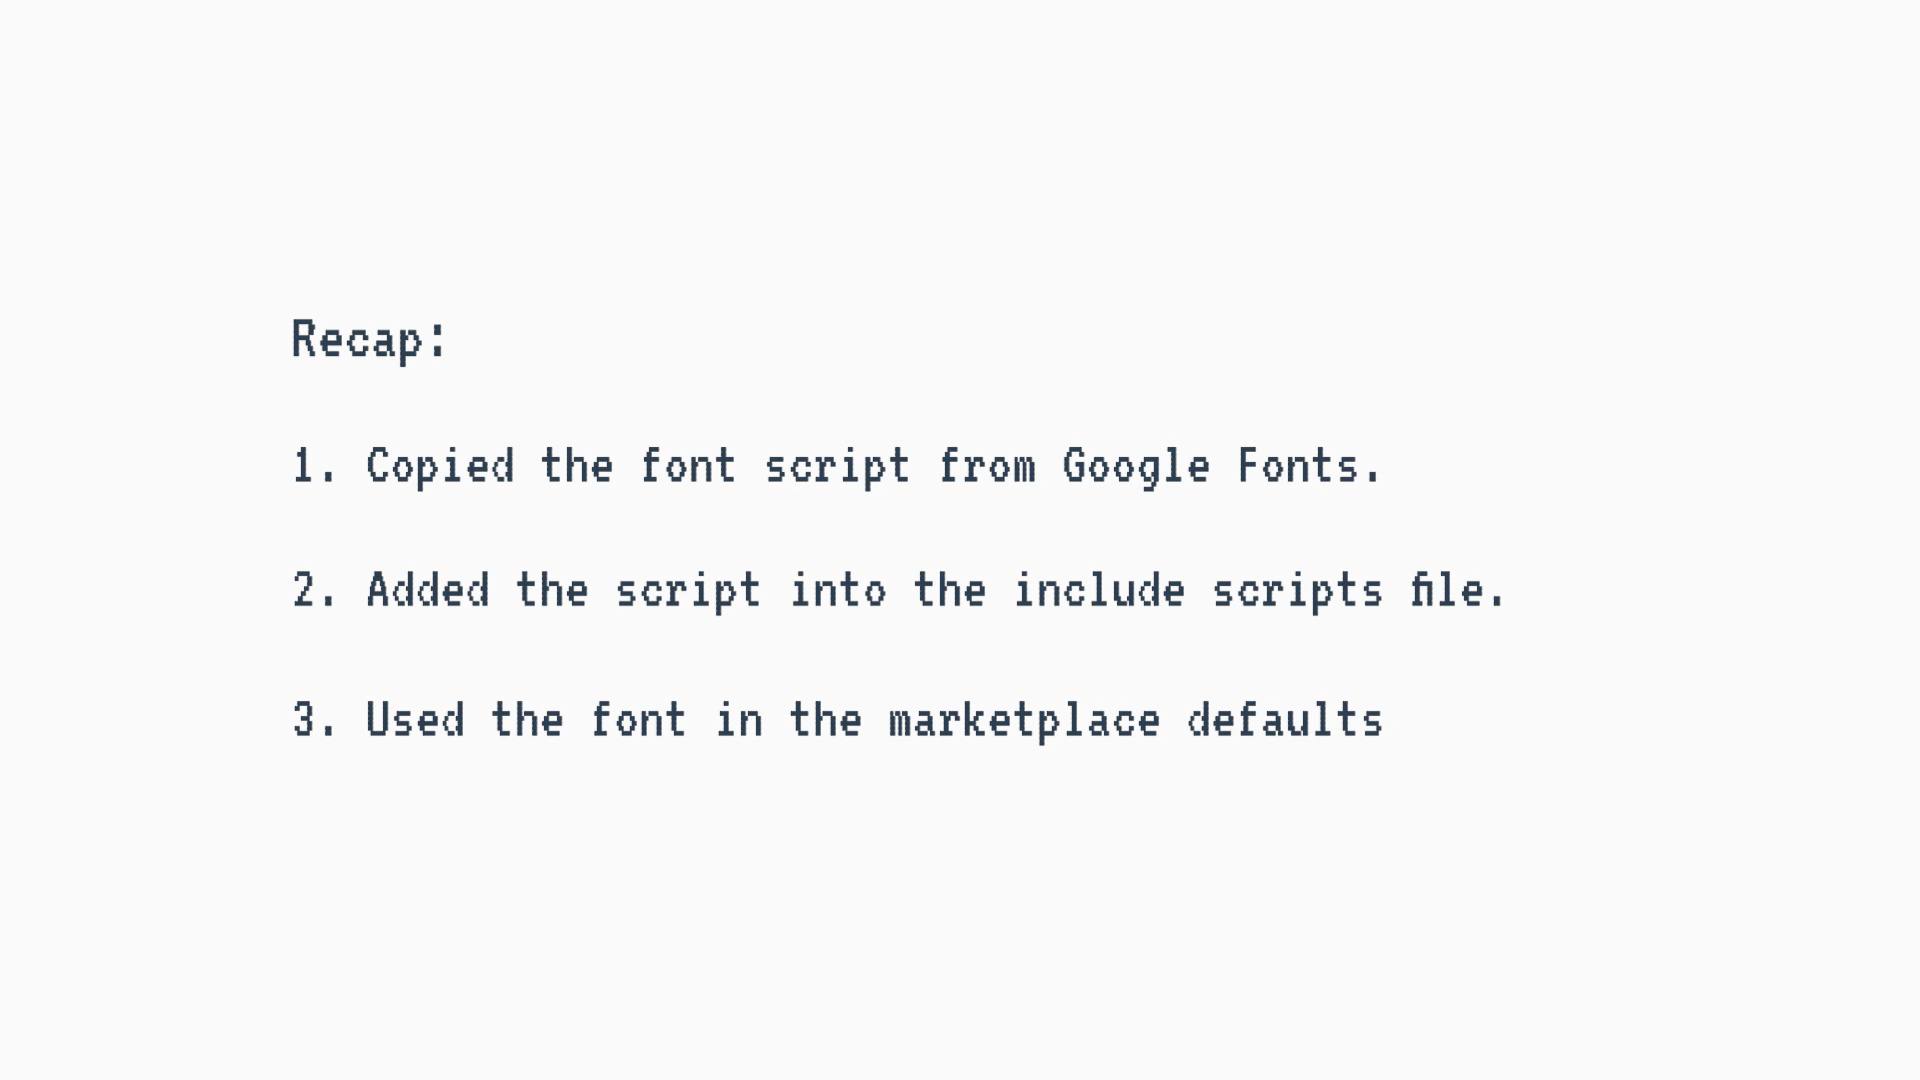 Recap:
1. Copied the font script from Google Fonts.
2. Added the script into the include scripts file.
3. Used the font in the marketplace defaults